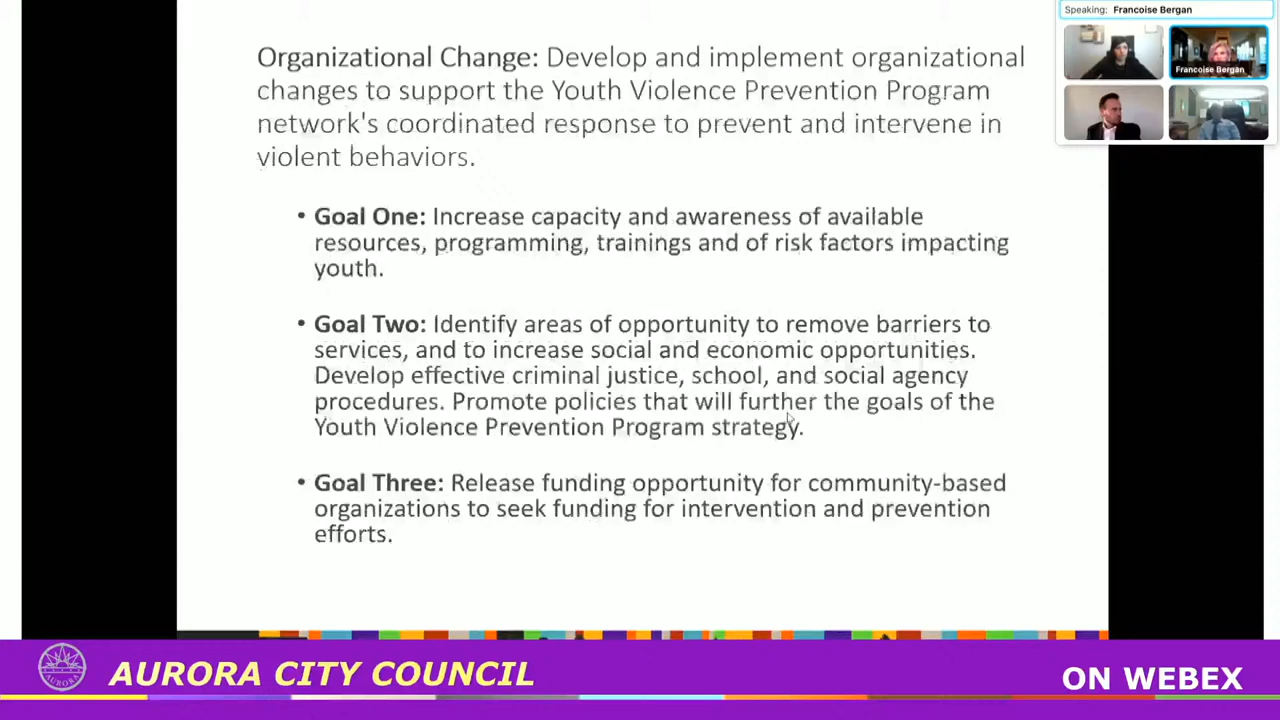 Speaking: Francoise Bergan
Francoise Bergan
Organizational Change: Develop and implement organizational
changes to support the Youth Violence Prevention Program
network's coordinated response to prevent and intervene in
violent behaviors.
• Goal One: Increase capacity and awareness of available
resources, programming, trainings and of risk factors impacting
youth.
• Goal Two: Identify areas of opportunity to remove barriers to
services, and to increase social and economic opportunities.
Develop effective criminal justice, school, and social agency
procedures. Promote policies that will further the goals of the
Youth Violence Prevention Program strategy.
• Goal Three: Release funding opportunity for community-based
organizations to seek funding for intervention and prevention
efforts.
AURORA
AURORA CITY COUNCIL
ON WEBEX